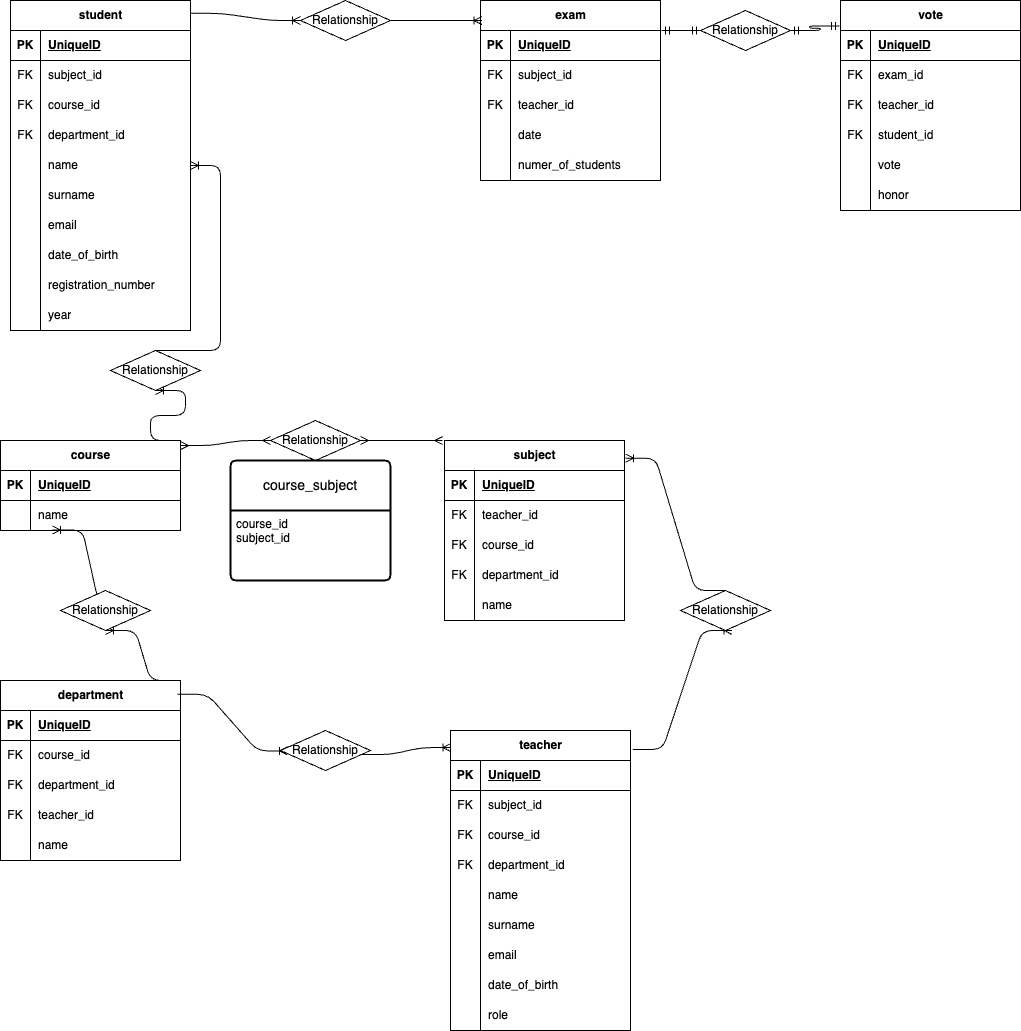 student
PK UniqueID
FK subject_id
FK course_id
FK department_id
name
surname
email
date_of_birth
registration_number
year
Relationship
exam
PK UniqueID
FK subject_id
FK teacher_id
date
numer_of_students
Relationship
vote
PK UniqueID
FK exam_id
FK teacher_id
FK student_id
vote
honor
Relationship
course
PK UniqueID
name
Relationship
course_subject
course_id
subject_id
subject
PK UniqueID
FK teacher_id
FK course_id
FK department_id
name
Relationship
Relationship
department
PK UniqueID
FK course_id
FK department_id
FK teacher_id
name
Relationship
teacher
PK UniqueID
FK subject_id
FK course_id
FK department_id
name
surname
email
date_of_birth
role